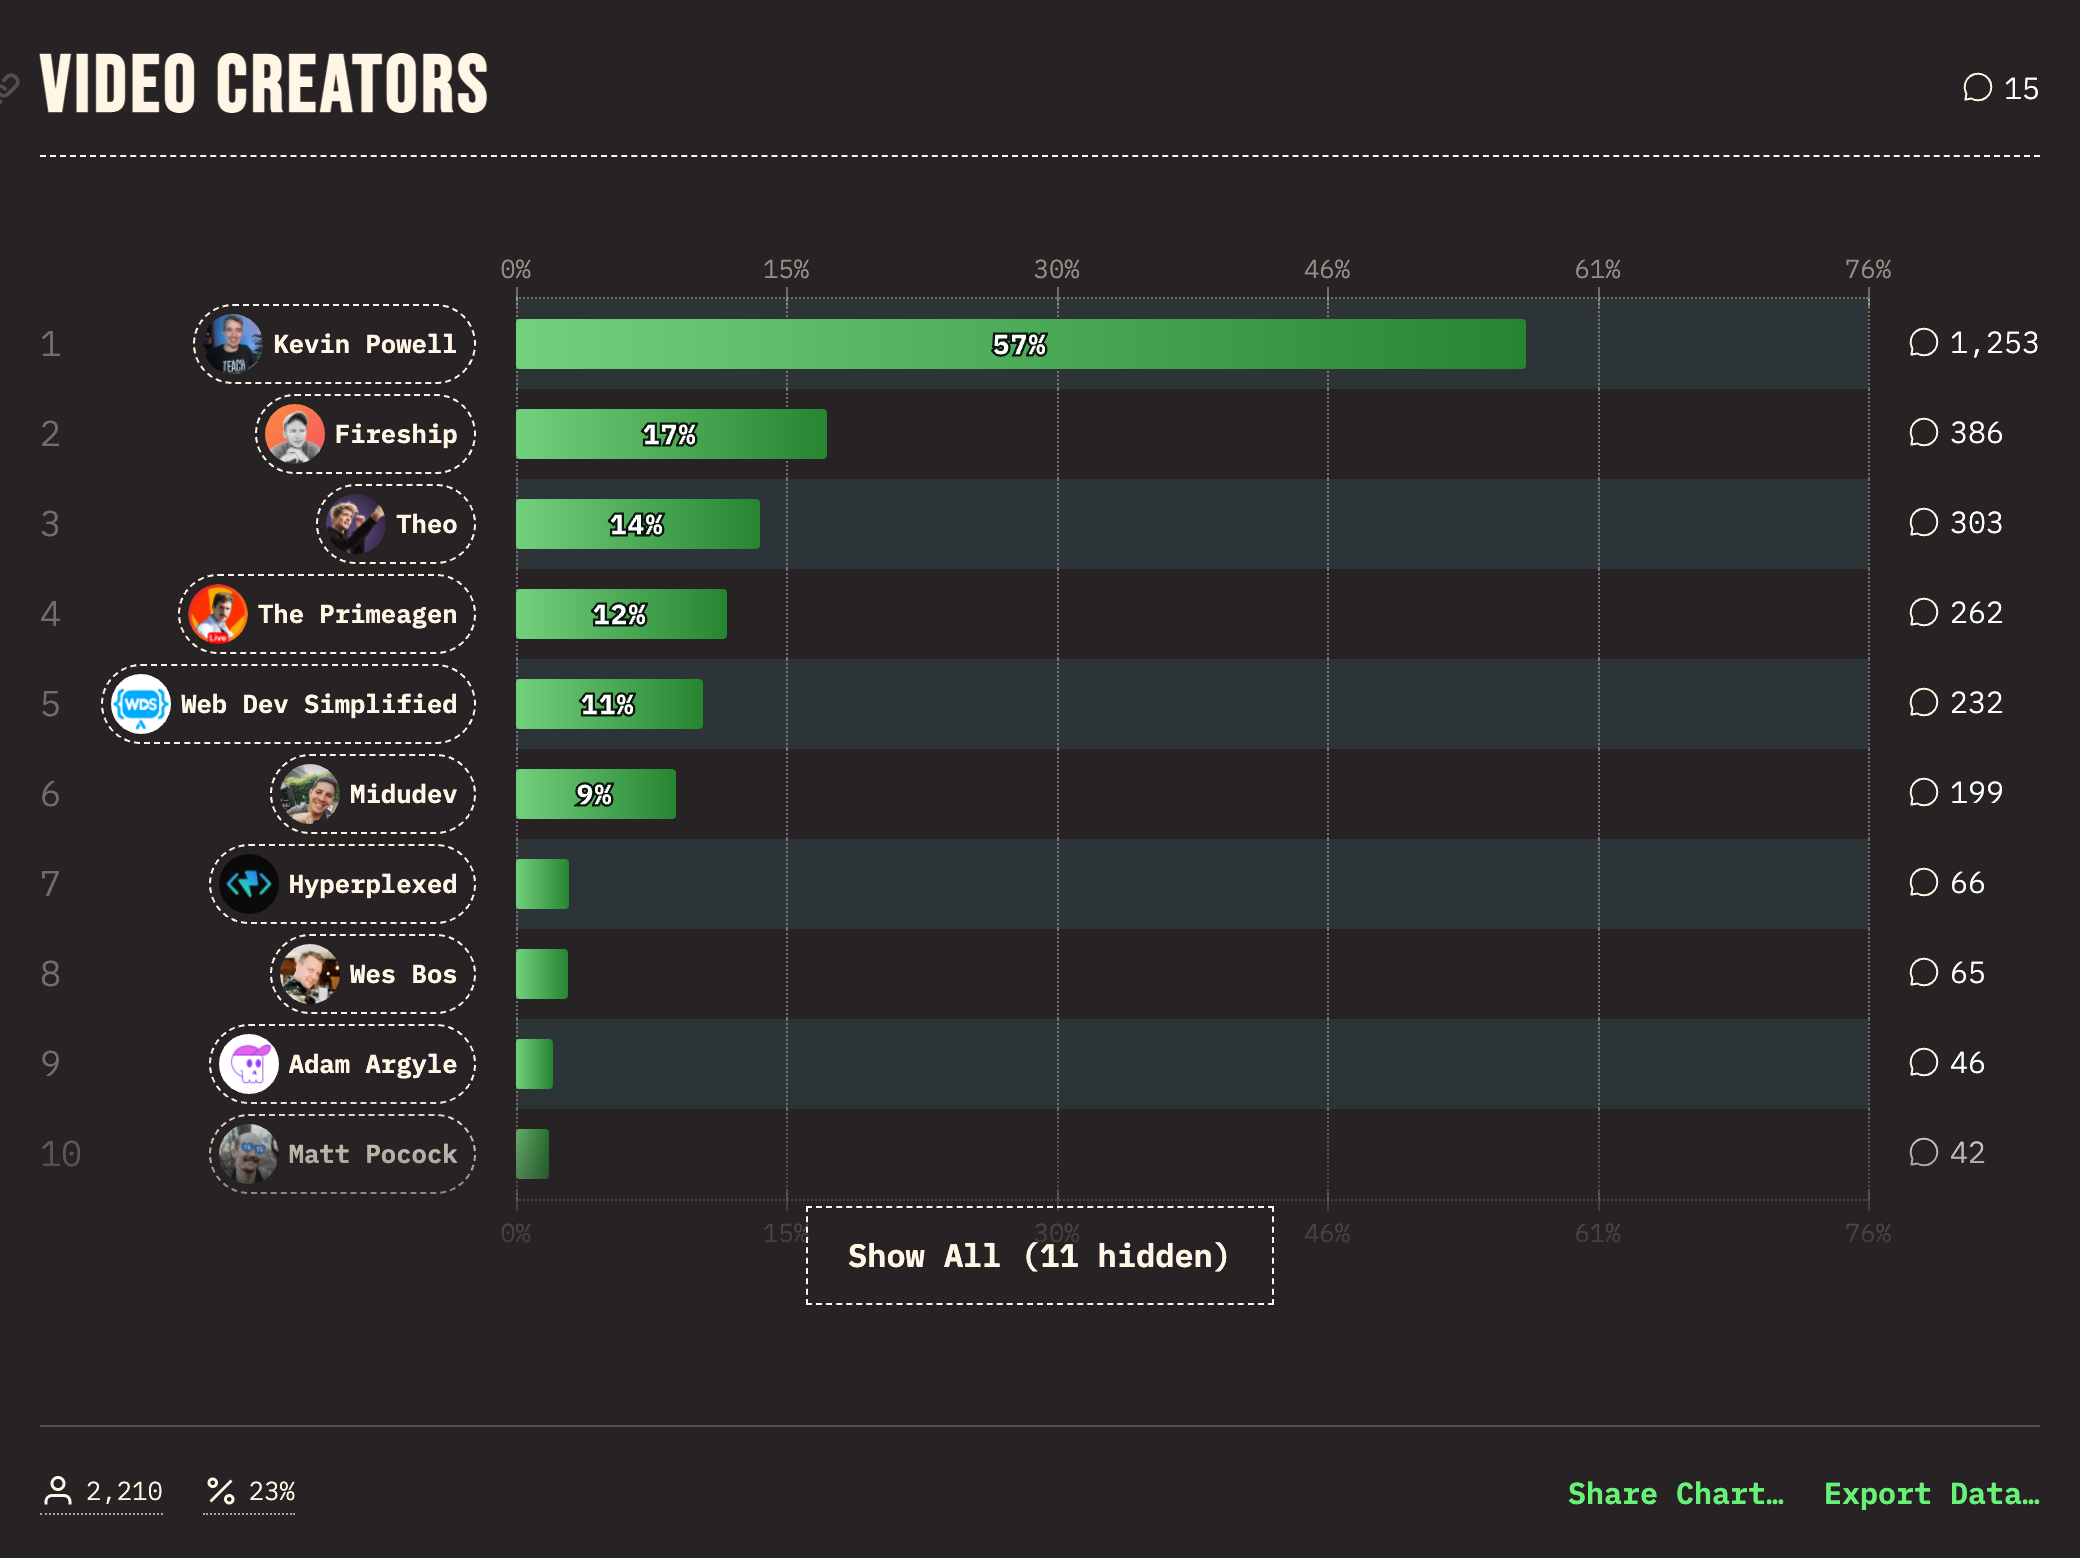 VIDEO CREATORS
15
0% 15% 30% 46% 61% 76%
1 Kevin Powell 57% 1,253
2 Fireship 17% 386
3 Theo 14% 303
4 Live The Primeagen 12% 262
5 WDS Web Dev Simplified 11% 232
6 Midudev 9% 199
7 Hyperplexed 66
8 Wes Bos 65
9 Adam Argyle 46
10 Matt Pocock 42
0% 15% 30% 46% 61% 76%
Show All (11 hidden)
2,210 % 23% Share Chart… Export Data…